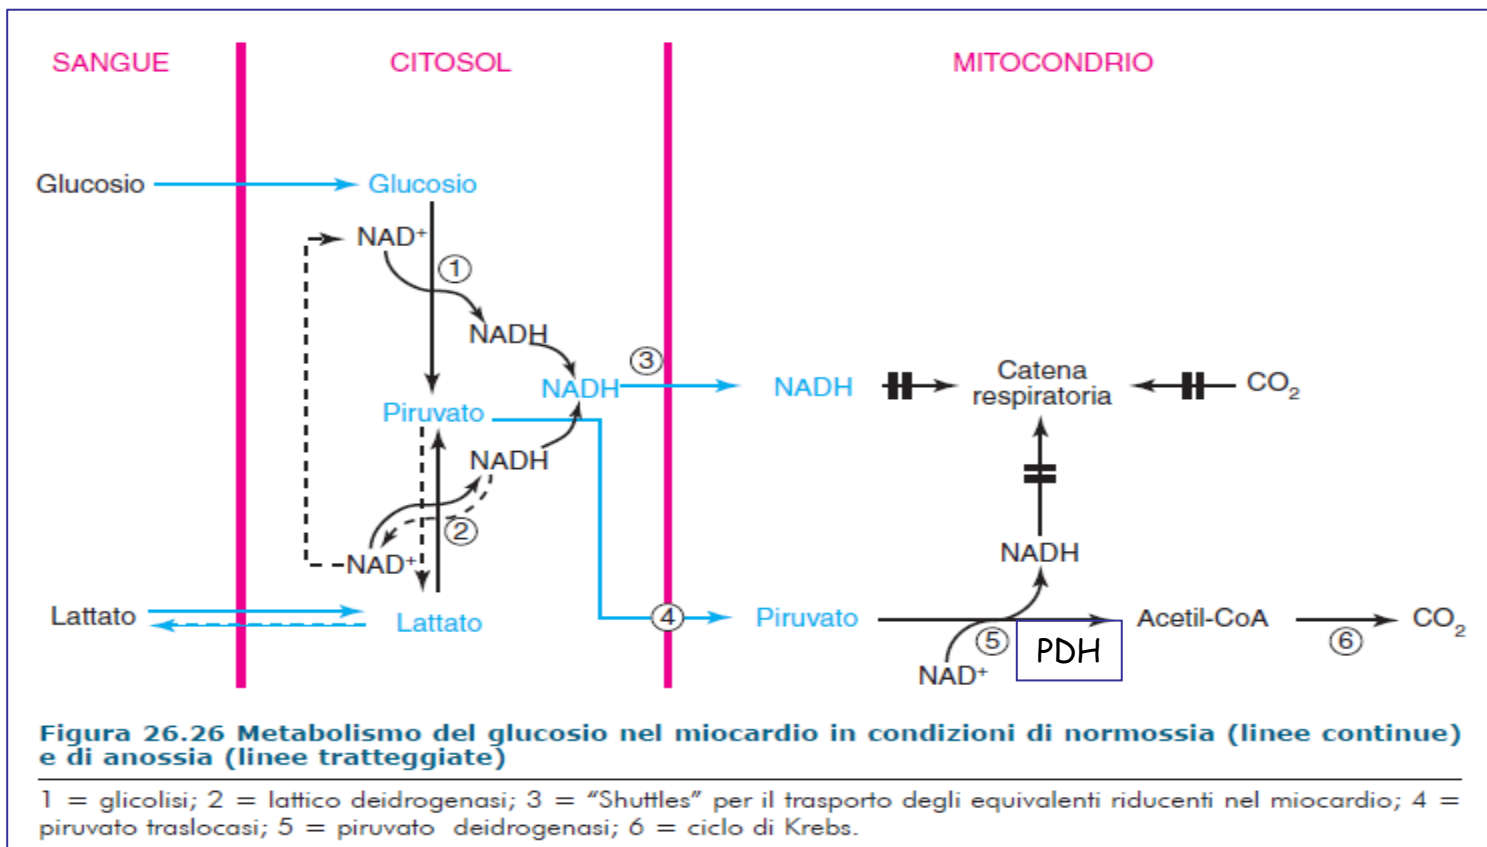 SANGUE
CITOSOL
MITOCONDRIO
Glucosio
Glucosio
NAD+
1
NADH
3
NADH
NADH
Catena
respiratoria
CO2
Piruvato
NADH
2
NAD+
NADH
Lattato
Lattato
4
Piruvato
5
PDH
NAD+
Acetil-CoA
6
CO2
Figura 26.26 Metabolismo del glucosio nel miocardio in condizioni di normossia (linee continue)
e di anossia (linee tratteggiate)
1 = glicolisi; 2 = lattico deidrogenasi; 3 = “Shuttles” per il trasporto degli equivalenti riducenti nel miocardio; 4 =
piruvato traslocasi; 5 = piruvato deidrogenasi; 6 = ciclo di Krebs.